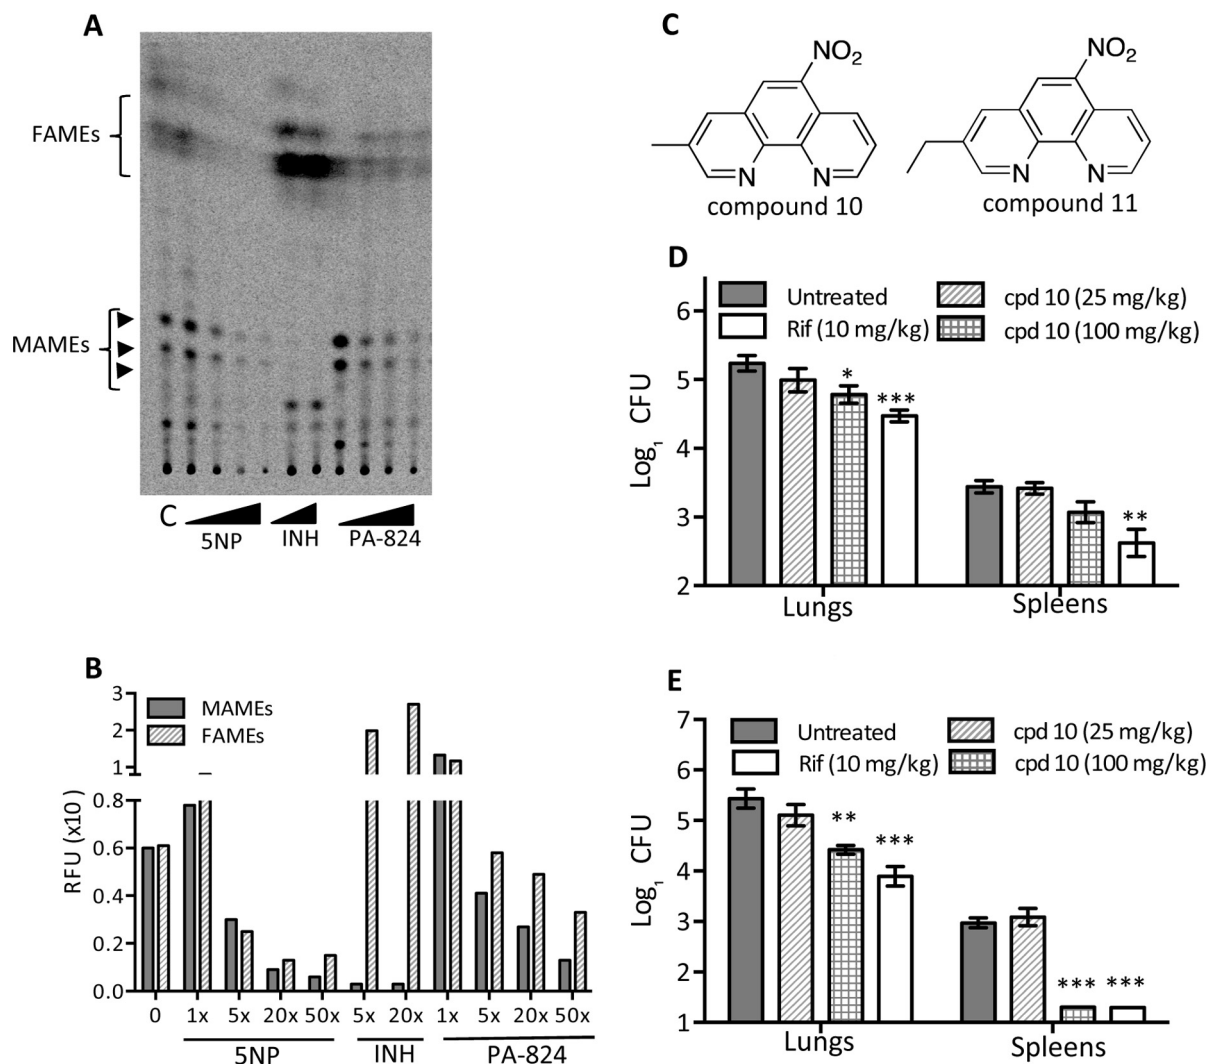 A
FAMEs
MAMEs
C
5NP
INH
PA-824
B
3
2
1
0.8
0.6
0.4
0.2
0.0
RFU (x10 )
MAMEs
FAMEs
0
1x
5x
20x
50x
5x
20x
1x
5x
20x
50x
5NP
INH
PA-824
C
NO2
N
N
compound 10
NO2
N
N
compound 11
D
6
5
4
3
2
Log1 CFU
Untreated
Rif (10 mg/kg)
cpd 10 (25 mg/kg)
cpd 10 (100 mg/kg)
*
***
**
Lungs
Spleens
E
7
6
5
4
3
2
1
Log1 CFU
Untreated
Rif (10 mg/kg)
cpd 10 (25 mg/kg)
cpd 10 (100 mg/kg)
**
***
***
***
Lungs
Spleens